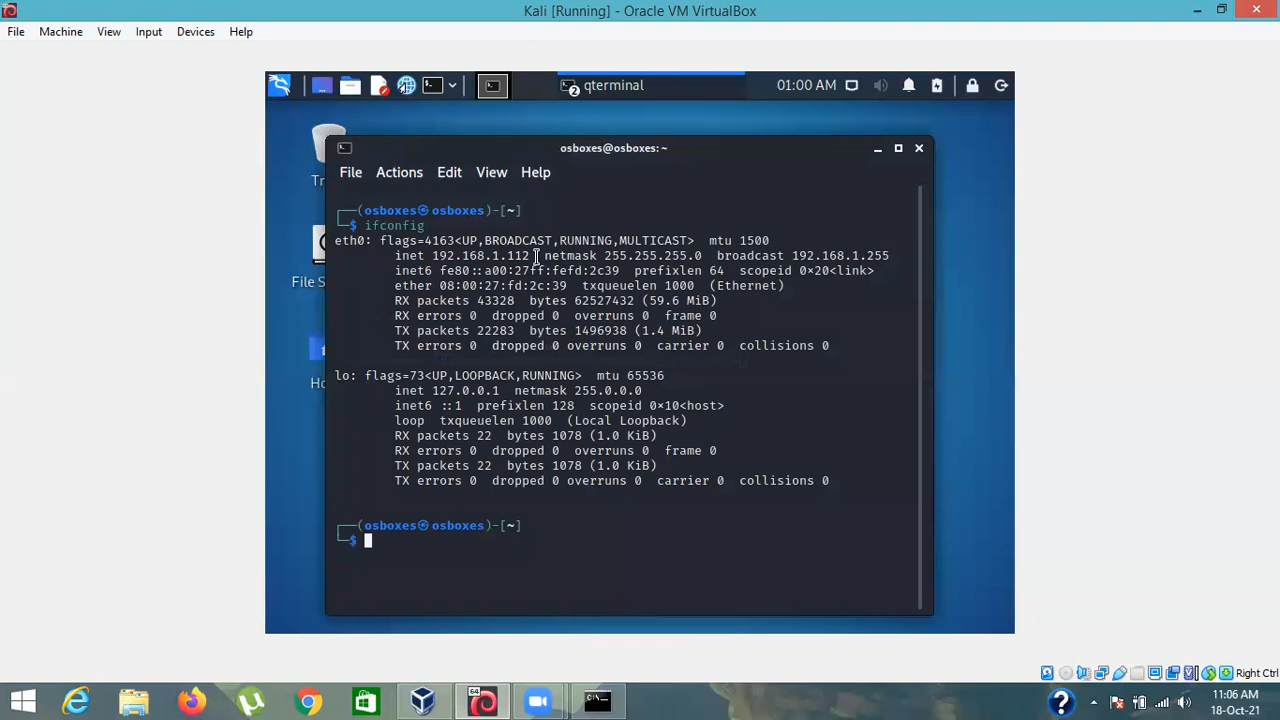 Kali [Running] - Oracle VM VirtualBox
File Machine View Input Devices Help
2 qterminal 01:00 AM
osboxes@osboxes: ~
File Actions Edit View Help
┌──(osboxes㉿osboxes)-[~]
└─$ ifconfig
eth0: flags=4163<UP,BROADCAST,RUNNING,MULTICAST>  mtu 1500
        inet 192.168.1.112  netmask 255.255.255.0  broadcast 192.168.1.255
        inet6 fe80::a00:27ff:fefd:2c39  prefixlen 64  scopeid 0×20<link>
        ether 08:00:27:fd:2c:39  txqueuelen 1000  (Ethernet)
        RX packets 43328  bytes 62527432 (59.6 MiB)
        RX errors 0  dropped 0  overruns 0  frame 0
        TX packets 22283  bytes 1496938 (1.4 MiB)
        TX errors 0  dropped 0 overruns 0  carrier 0  collisions 0
lo: flags=73<UP,LOOPBACK,RUNNING>  mtu 65536
        inet 127.0.0.1  netmask 255.0.0.0
        inet6 ::1  prefixlen 128  scopeid 0×10<host>
        loop  txqueuelen 1000  (Local Loopback)
        RX packets 22  bytes 1078 (1.0 KiB)
        RX errors 0  dropped 0  overruns 0  frame 0
        TX packets 22  bytes 1078 (1.0 KiB)
        TX errors 0  dropped 0 overruns 0  carrier 0  collisions 0
┌──(osboxes㉿osboxes)-[~]
└─$
Tr
File S
Ho
Right Ctrl
64
11:06 AM
18-Oct-21